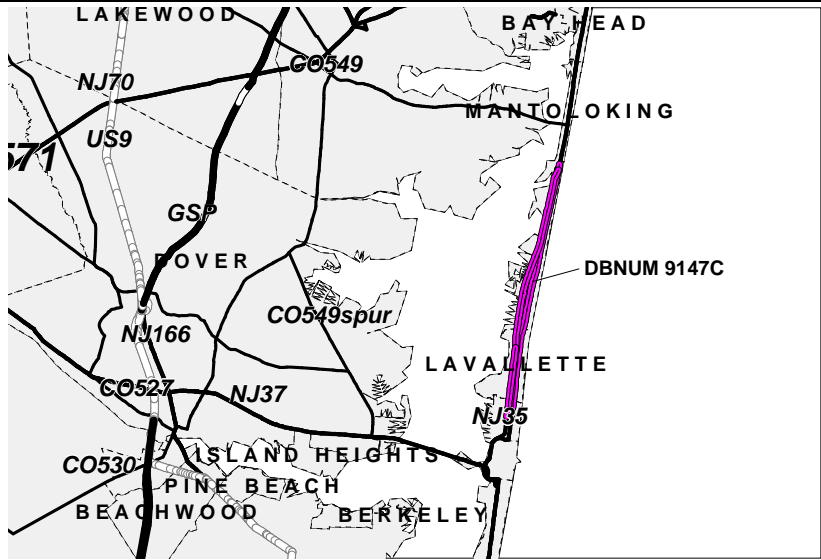 LAKEWOOD
BAY HEAD
CO549
NJ70
MANTOLOKING
US9
571
GSP
DOVER
DBNUM 9147C
CO549spur
NJ166
LAVALLETTE
CO527
NJ37
NJ35
ISLAND HEIGHTS
CO530
PINE BEACH
BEACHWOOD
BERKELEY